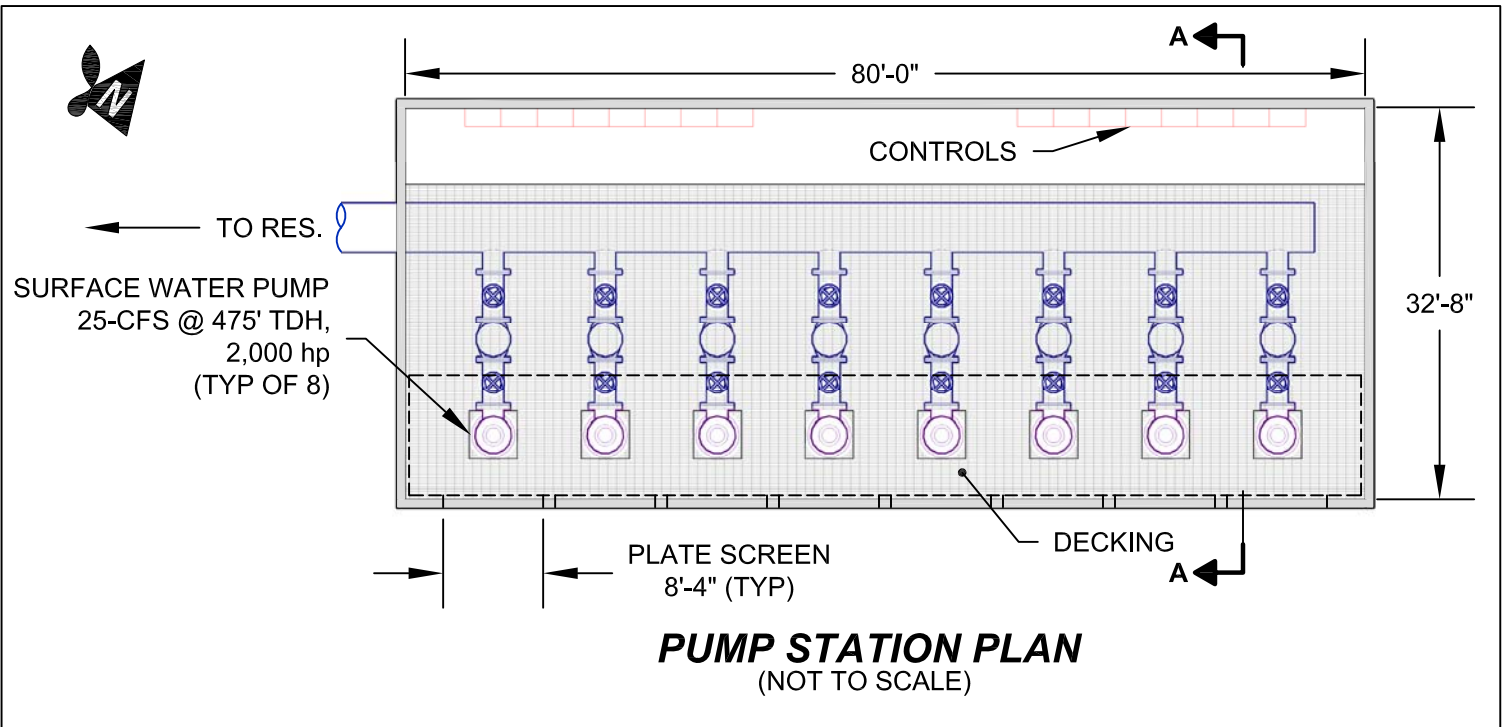 N
A
80'-0"
CONTROLS
TO RES.
SURFACE WATER PUMP
25-CFS @ 475' TDH,
2,000 hp
(TYP OF 8)
32'-8"
PLATE SCREEN
8'-4" (TYP)
DECKING
A
PUMP STATION PLAN
(NOT TO SCALE)